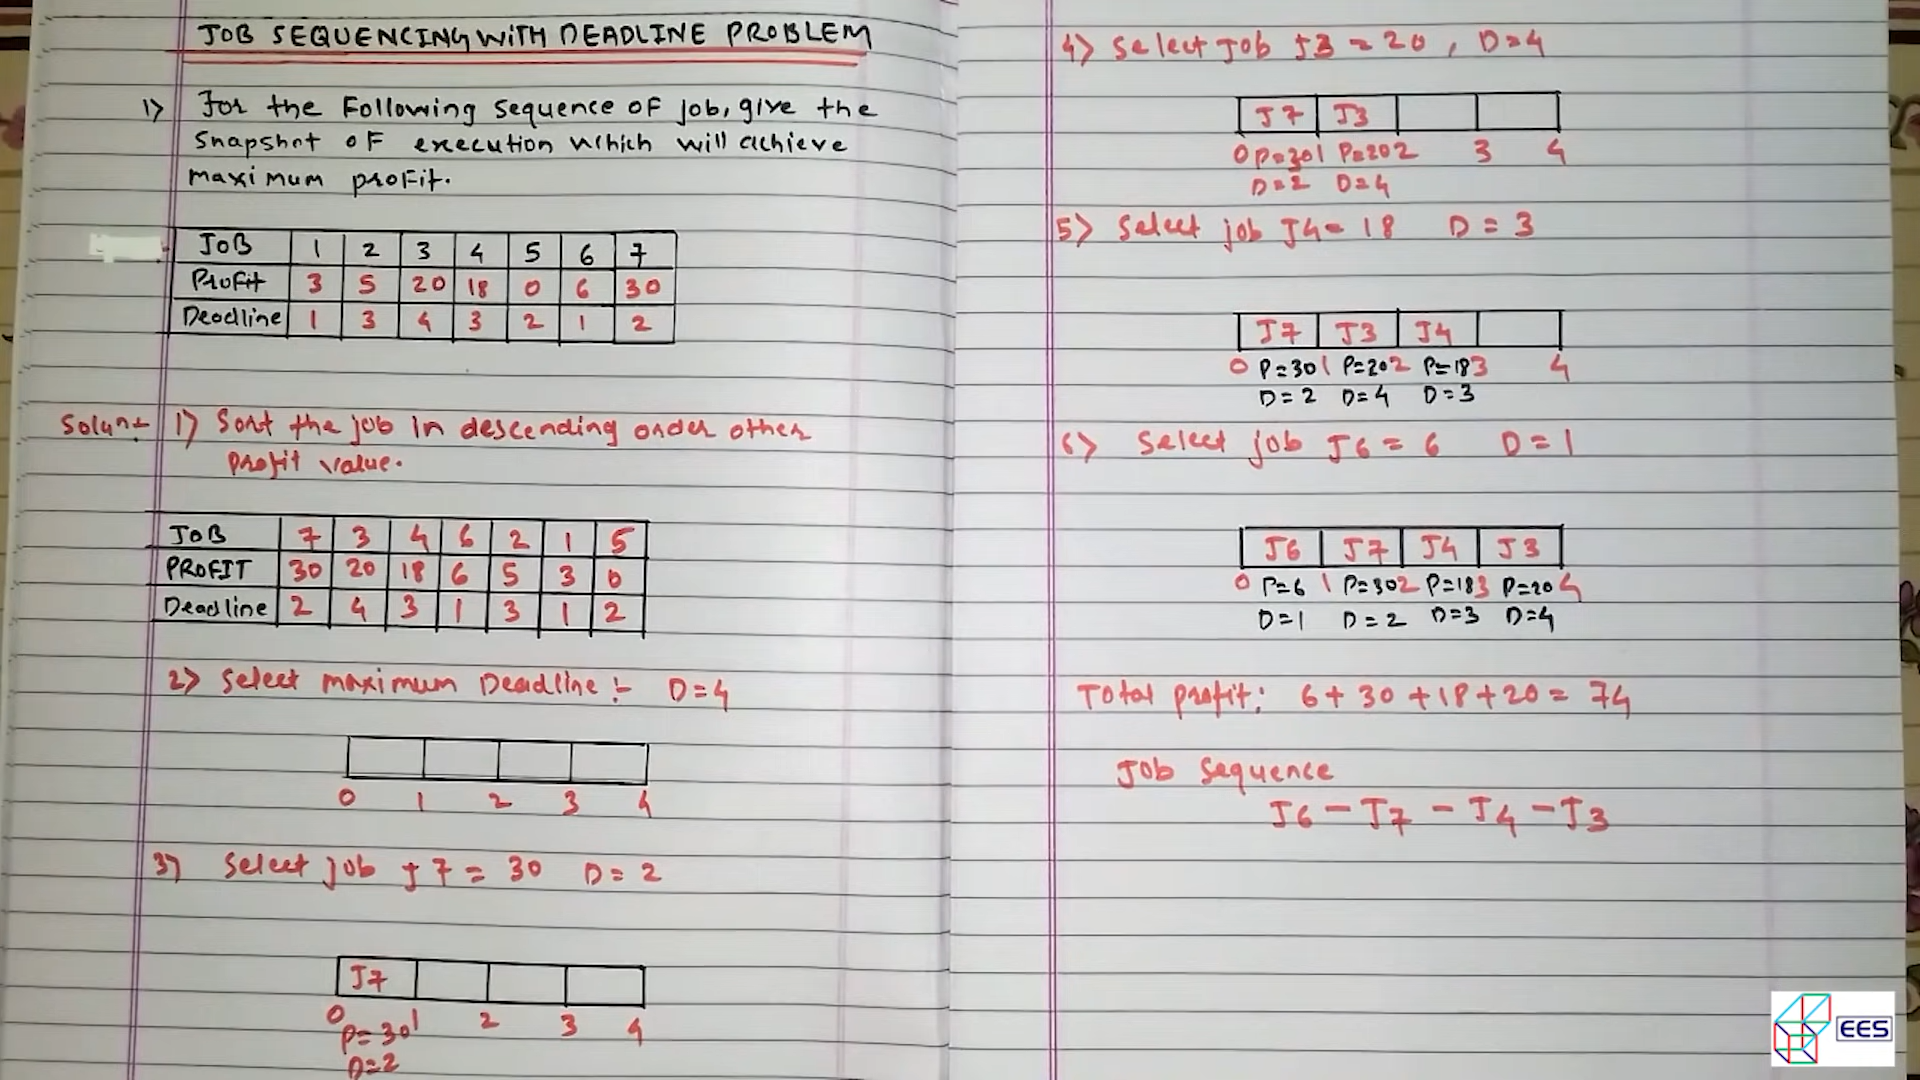 JOB SEQUENCING WITH DEADLINE PROBLEM
1) For the Following sequence of job, give the
snapshot of execution which will achieve
maximum profit.
JOB 1 2 3 4 5 6 7
Profit 3 5 20 18 0 6 30
Deadline 1 3 4 3 2 1 2
Solun:- 1) Sort the job in descending order other
profit value.
JOB 7 3 4 6 2 1 5
PROFIT 30 20 18 6 5 3 0
Deadline 2 4 3 1 3 1 2
2) Select maximum Deadline :- D=4
0 1 2 3 4
3) Select job J7 = 30 D = 2
J7
0 1 2 3 4
P=30
D=2
4) Select job J3 = 20, D=4
J7 J3
0 P=30 1 P=20 2 3 4
D=2 D=4
5) Select job J4 = 18 D = 3
J7 J3 J4
0 P=30 1 P=20 2 P=18 3 4
D=2 D=4 D=3
6) Select job J6 = 6 D = 1
J6 J7 J4 J3
0 P=6 1 P=30 2 P=18 3 P=20 4
D=1 D=2 D=3 D=4
Total profit: 6+30+18+20 = 74
Job sequence
J6 - J7 - J4 - J3
EES